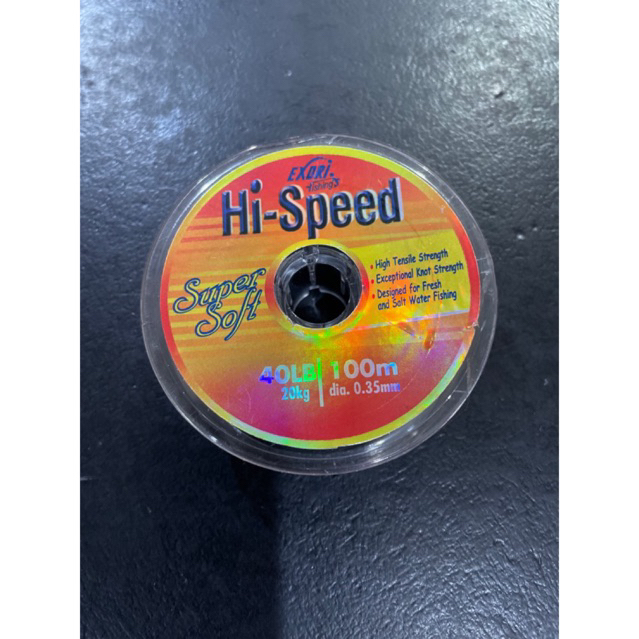 EXORI
fishing's
Hi-Speed
Super
Soft
• High Tensile Strength
• Exceptional Knot Strength
• Designed for Fresh
and Salt Water Fishing
40LB
20kg
100m
dia. 0.35mm